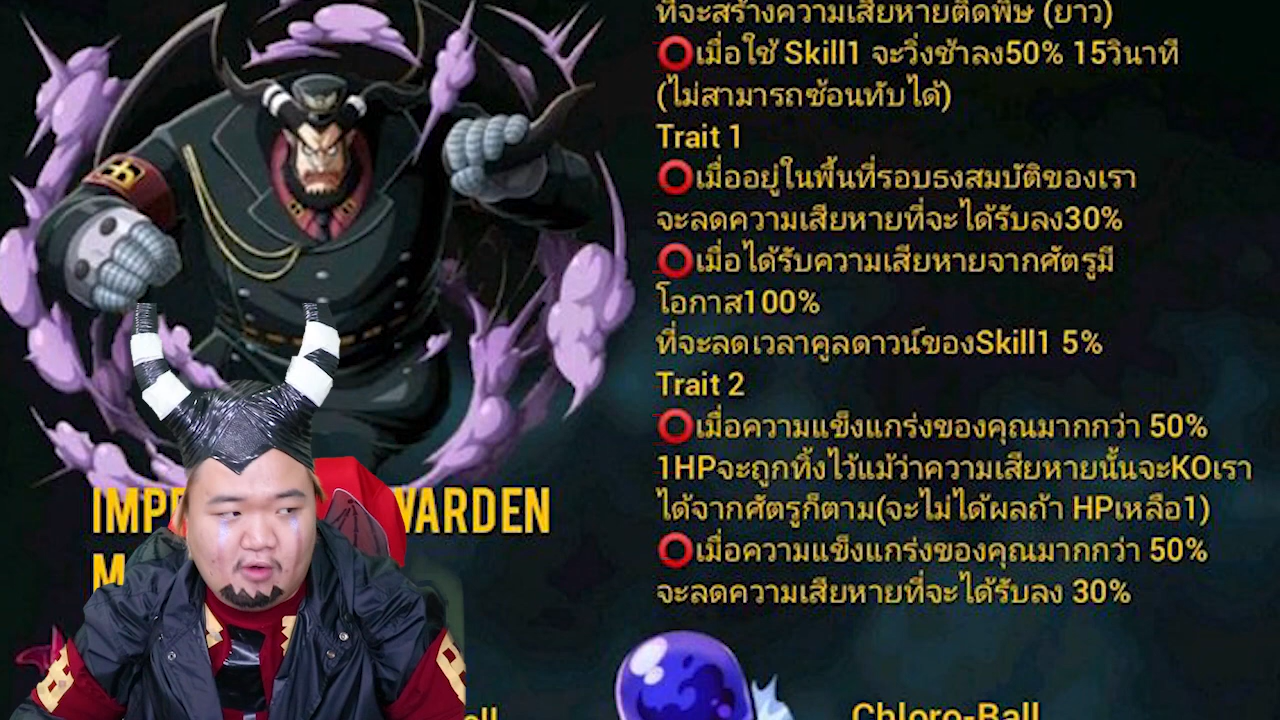 ที่จะสร้างความเสียหายติดพิษ (ยาว)
⭕เมื่อใช้ Skill1 จะวิ่งช้าลง50% 15วินาที
(ไม่สามารถซ้อนทับได้)
Trait 1
⭕เมื่ออยู่ในพื้นที่รอบธงสมบัติของเรา
จะลดความเสียหายที่จะได้รับลง30%
⭕เมื่อได้รับความเสียหายจากศัตรูมี
โอกาส100%
ที่จะลดเวลาคูลดาวน์ของSkill1 5%
Trait 2
⭕เมื่อความแข็งแกร่งของคุณมากกว่า 50%
1HPจะถูกทิ้งไว้แม้ว่าความเสียหายนั้นจะKOเรา
ได้จากศัตรูก็ตาม(จะไม่ได้ผลถ้า HPเหลือ1)
⭕เมื่อความแข็งแกร่งของคุณมากกว่า 50%
จะลดความเสียหายที่จะได้รับลง 30%
Chloro-Ball